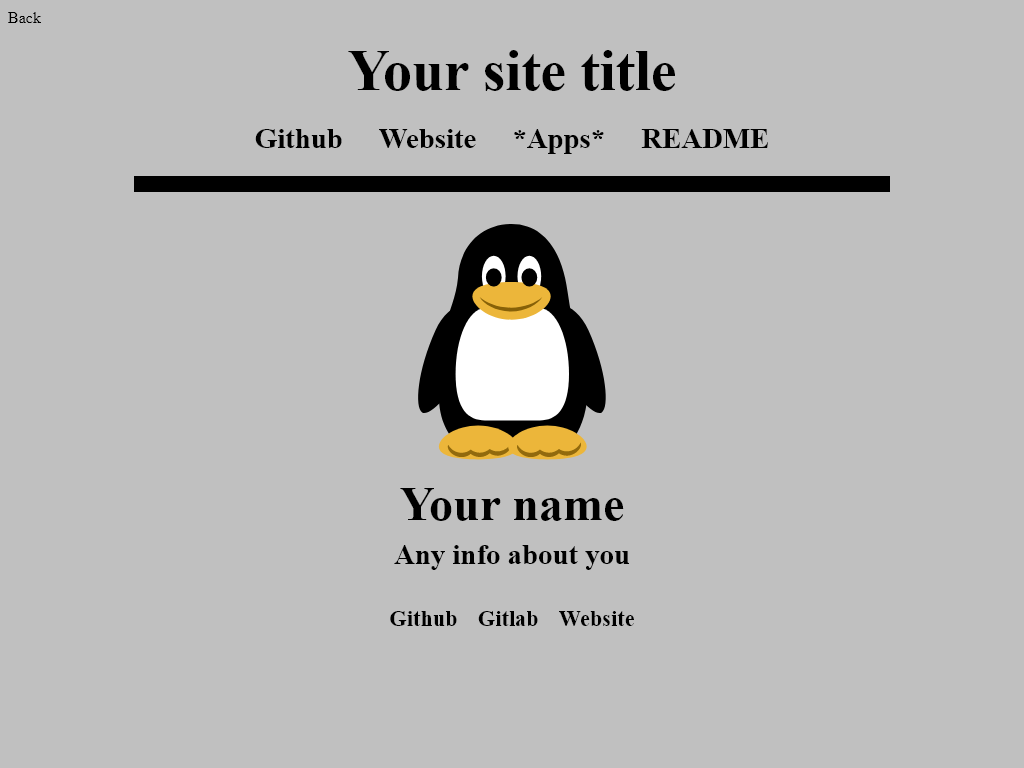 Back
Your site title
Github Website *Apps* README
Your name
Any info about you
Github Gitlab Website